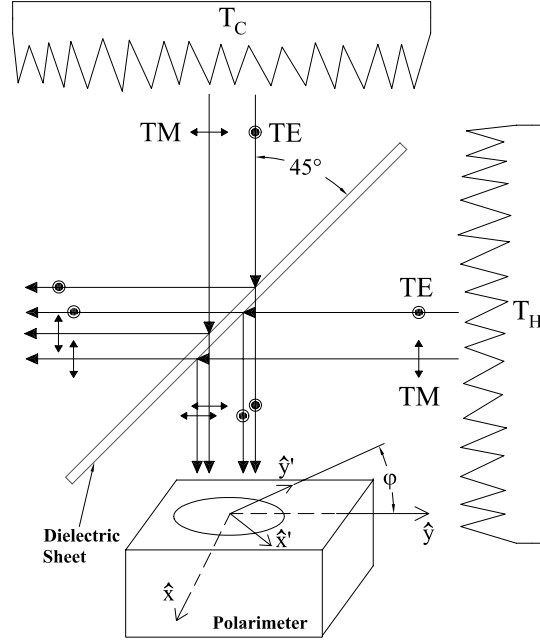 T_C
TM
TE
45°
TE
T_H
TM
Dielectric
Sheet
ŷ'
φ
ŷ
x̂'
x̂
Polarimeter